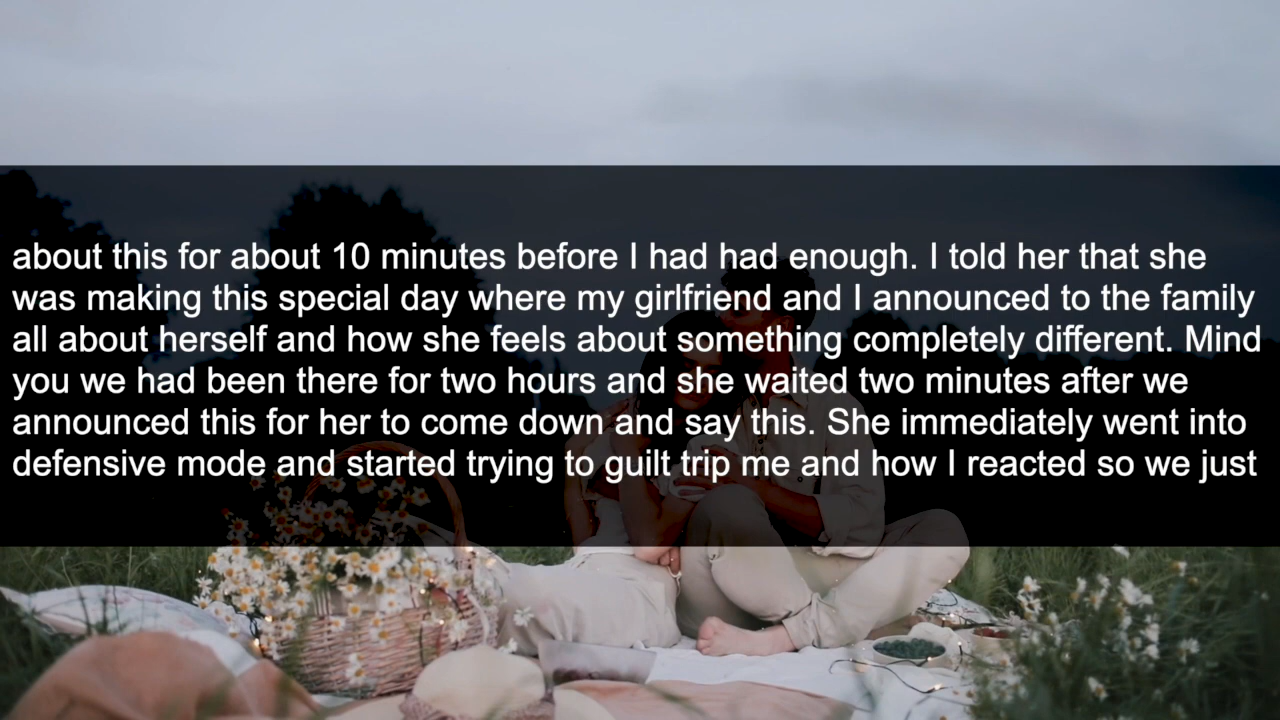 about this for about 10 minutes before I had had enough. I told her that she
was making this special day where my girlfriend and I announced to the family
all about herself and how she feels about something completely different. Mind
you we had been there for two hours and she waited two minutes after we
announced this for her to come down and say this. She immediately went into
defensive mode and started trying to guilt trip me and how I reacted so we just